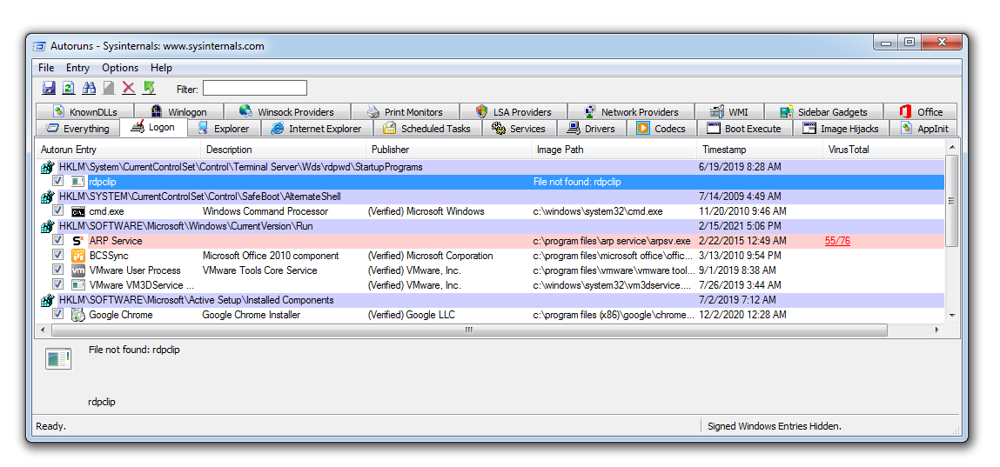 Autoruns - Sysinternals: www.sysinternals.com
File Entry Options Help
Filter:
KnownDLLs Winlogon Winsock Providers Print Monitors LSA Providers Network Providers WMI Sidebar Gadgets Office
Everything Logon Explorer Internet Explorer Scheduled Tasks Services Drivers Codecs Boot Execute Image Hijacks AppInit
Autorun Entry Description Publisher Image Path Timestamp VirusTotal
HKLM\System\CurrentControlSet\Control\Terminal Server\Wds\rdpwd\StartupPrograms 6/19/2019 8:28 AM
rdpclip File not found: rdpclip
HKLM\SYSTEM\CurrentControlSet\Control\SafeBoot\AlternateShell 7/14/2009 4:49 AM
cmd.exe Windows Command Processor (Verified) Microsoft Windows c:\windows\system32\cmd.exe 11/20/2010 9:46 AM
HKLM\SOFTWARE\Microsoft\Windows\CurrentVersion\Run 2/15/2021 5:06 PM
ARP Service c:\program files\arp service\arpsv.exe 2/22/2015 12:49 AM 55/76
BCSSync Microsoft Office 2010 component (Verified) Microsoft Corporation c:\program files\microsoft office\offic... 3/13/2010 9:54 PM
vm VMware User Process VMware Tools Core Service (Verified) VMware, Inc. c:\program files\vmware\vmware tool... 9/1/2019 8:38 AM
VMware VM3DService ... (Verified) VMware, Inc. c:\windows\system32\vm3dservice.... 7/26/2019 3:44 AM
HKLM\SOFTWARE\Microsoft\Active Setup\Installed Components 7/2/2019 7:12 AM
Google Chrome Google Chrome Installer (Verified) Google LLC c:\program files (x86)\google\chrome... 12/2/2020 12:28 AM
File not found: rdpclip
rdpclip
Ready. Signed Windows Entries Hidden.